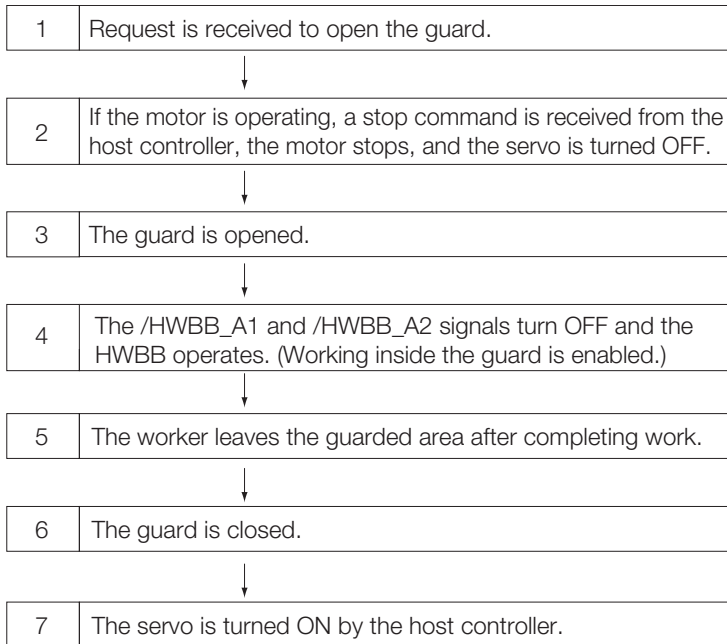 1 Request is received to open the guard.
2 If the motor is operating, a stop command is received from the
host controller, the motor stops, and the servo is turned OFF.
3 The guard is opened.
4 The /HWBB_A1 and /HWBB_A2 signals turn OFF and the
HWBB operates. (Working inside the guard is enabled.)
5 The worker leaves the guarded area after completing work.
6 The guard is closed.
7 The servo is turned ON by the host controller.